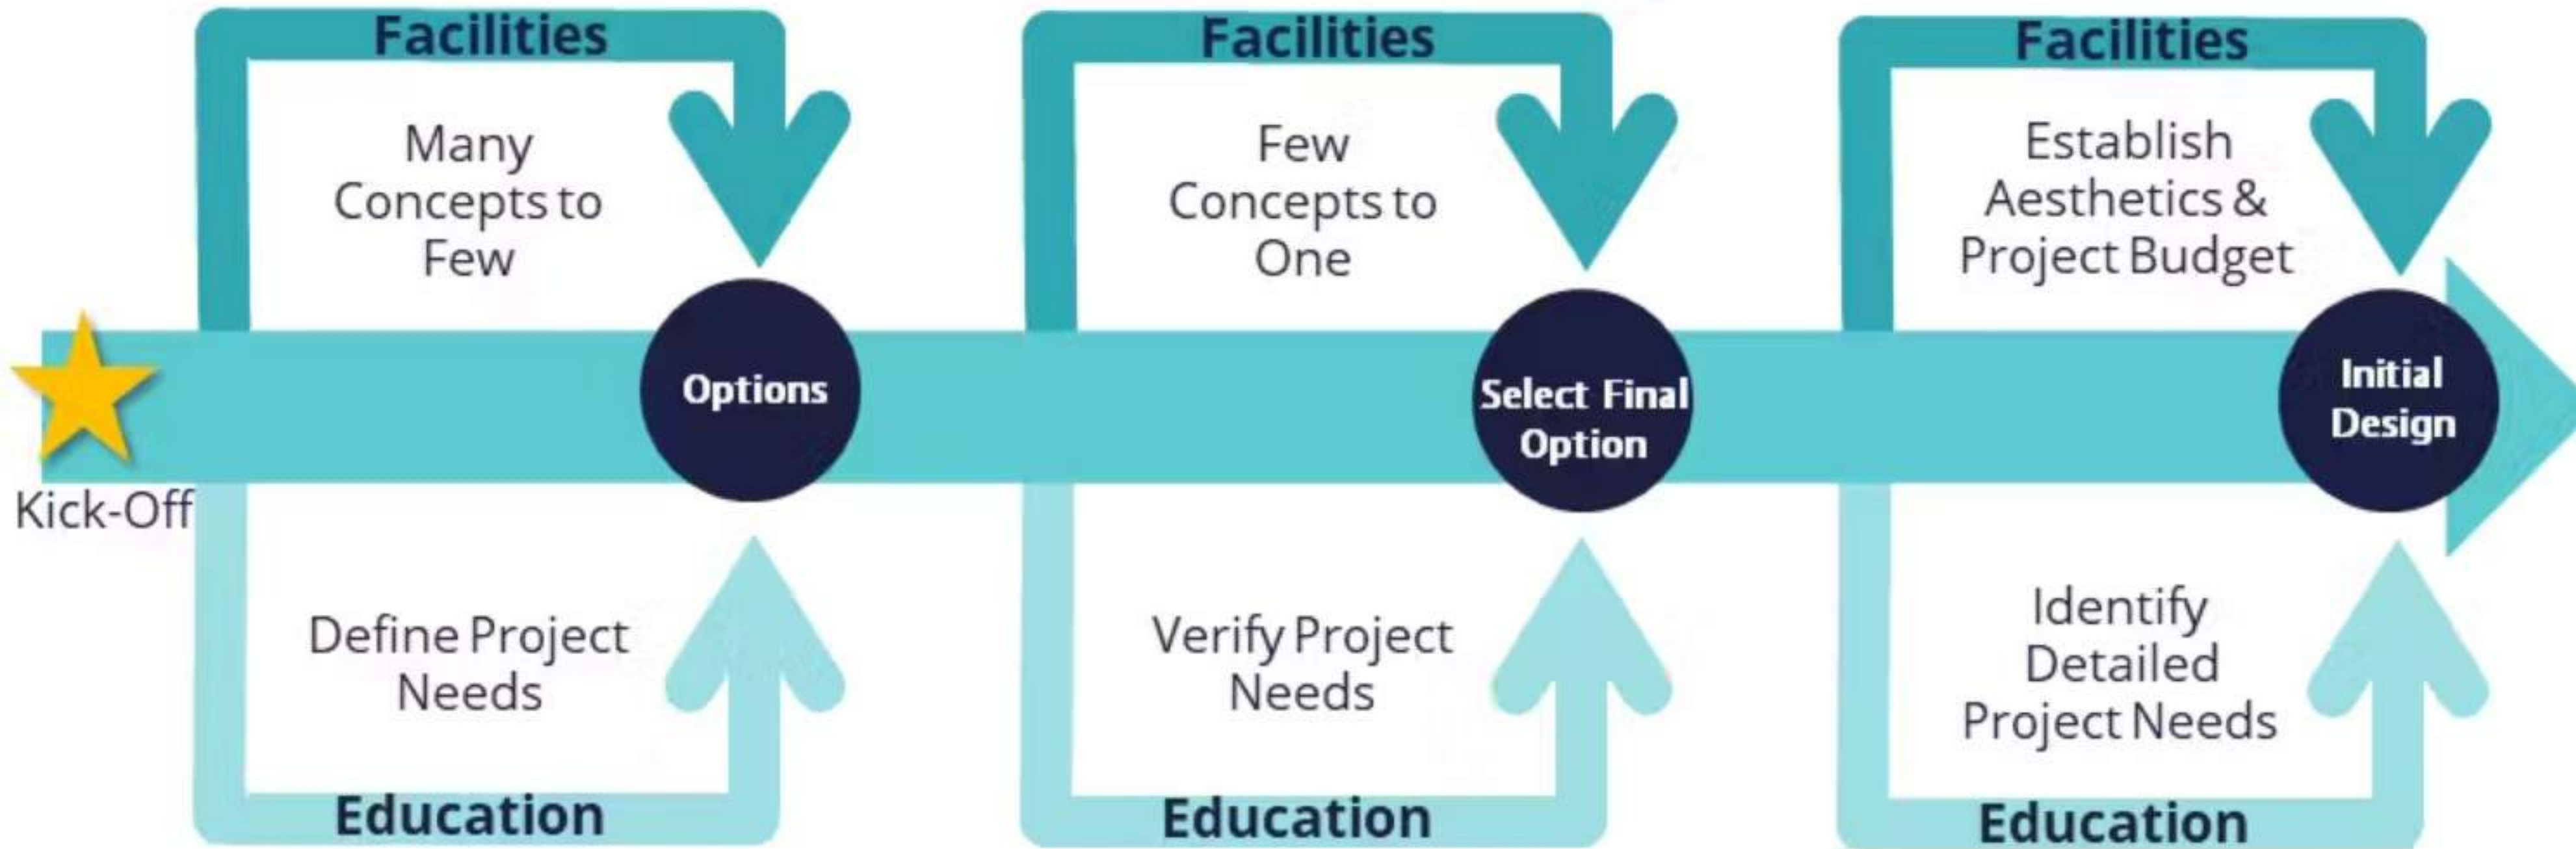 Facilities
Facilities
Facilities
Many
Concepts to
Few
Few
Concepts to
One
Establish
Aesthetics &
Project Budget
Kick-Off
Options
Select Final
Option
Initial
Design
Define Project
Needs
Verify Project
Needs
Identify
Detailed
Project Needs
Education
Education
Education